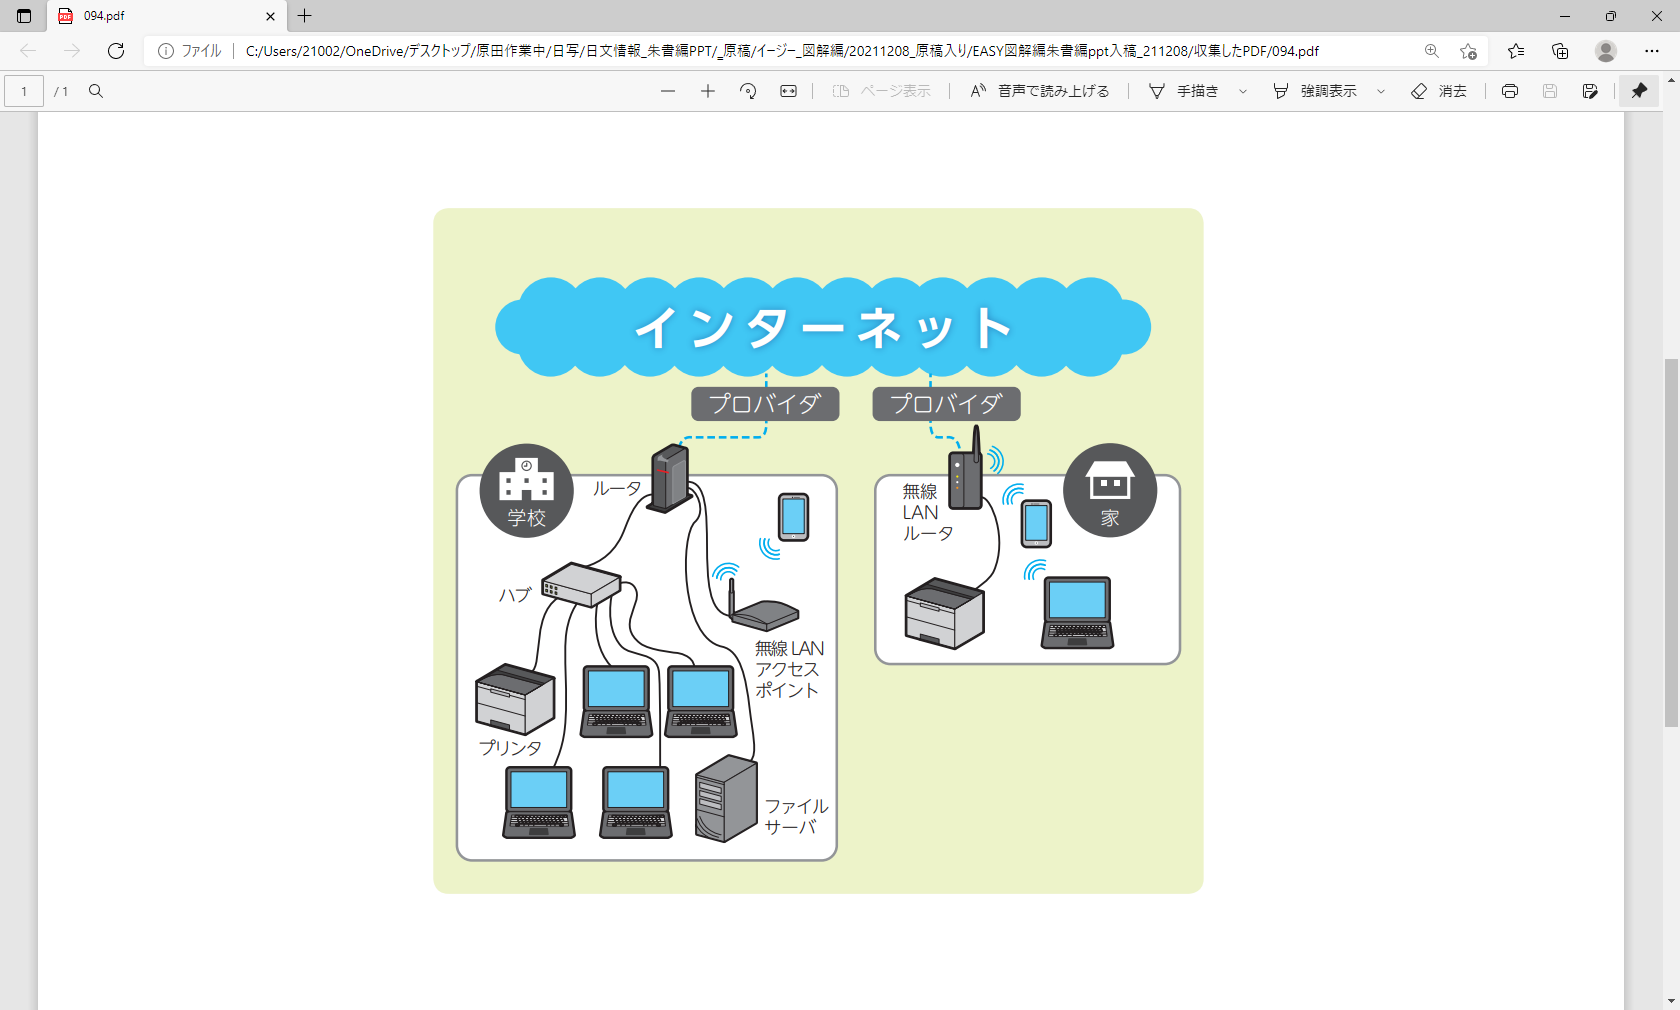 094.pdf
ファイル
C:/Users/21002/OneDrive/デスクトップ/原田作業中/日写/日文情報_朱書編PPT/_原稿/イージー_図解編/20211208_原稿入り/EASY図解編朱書編ppt入稿_211208/収集したPDF/094.pdf
1 / 1
ページ表示
音声で読み上げる
手描き
強調表示
消去
インターネット
プロバイダ
プロバイダ
学校
ルータ
無線
LAN
ルータ
家
ハブ
無線 LAN
アクセス
ポイント
プリンタ
ファイル
サーバ